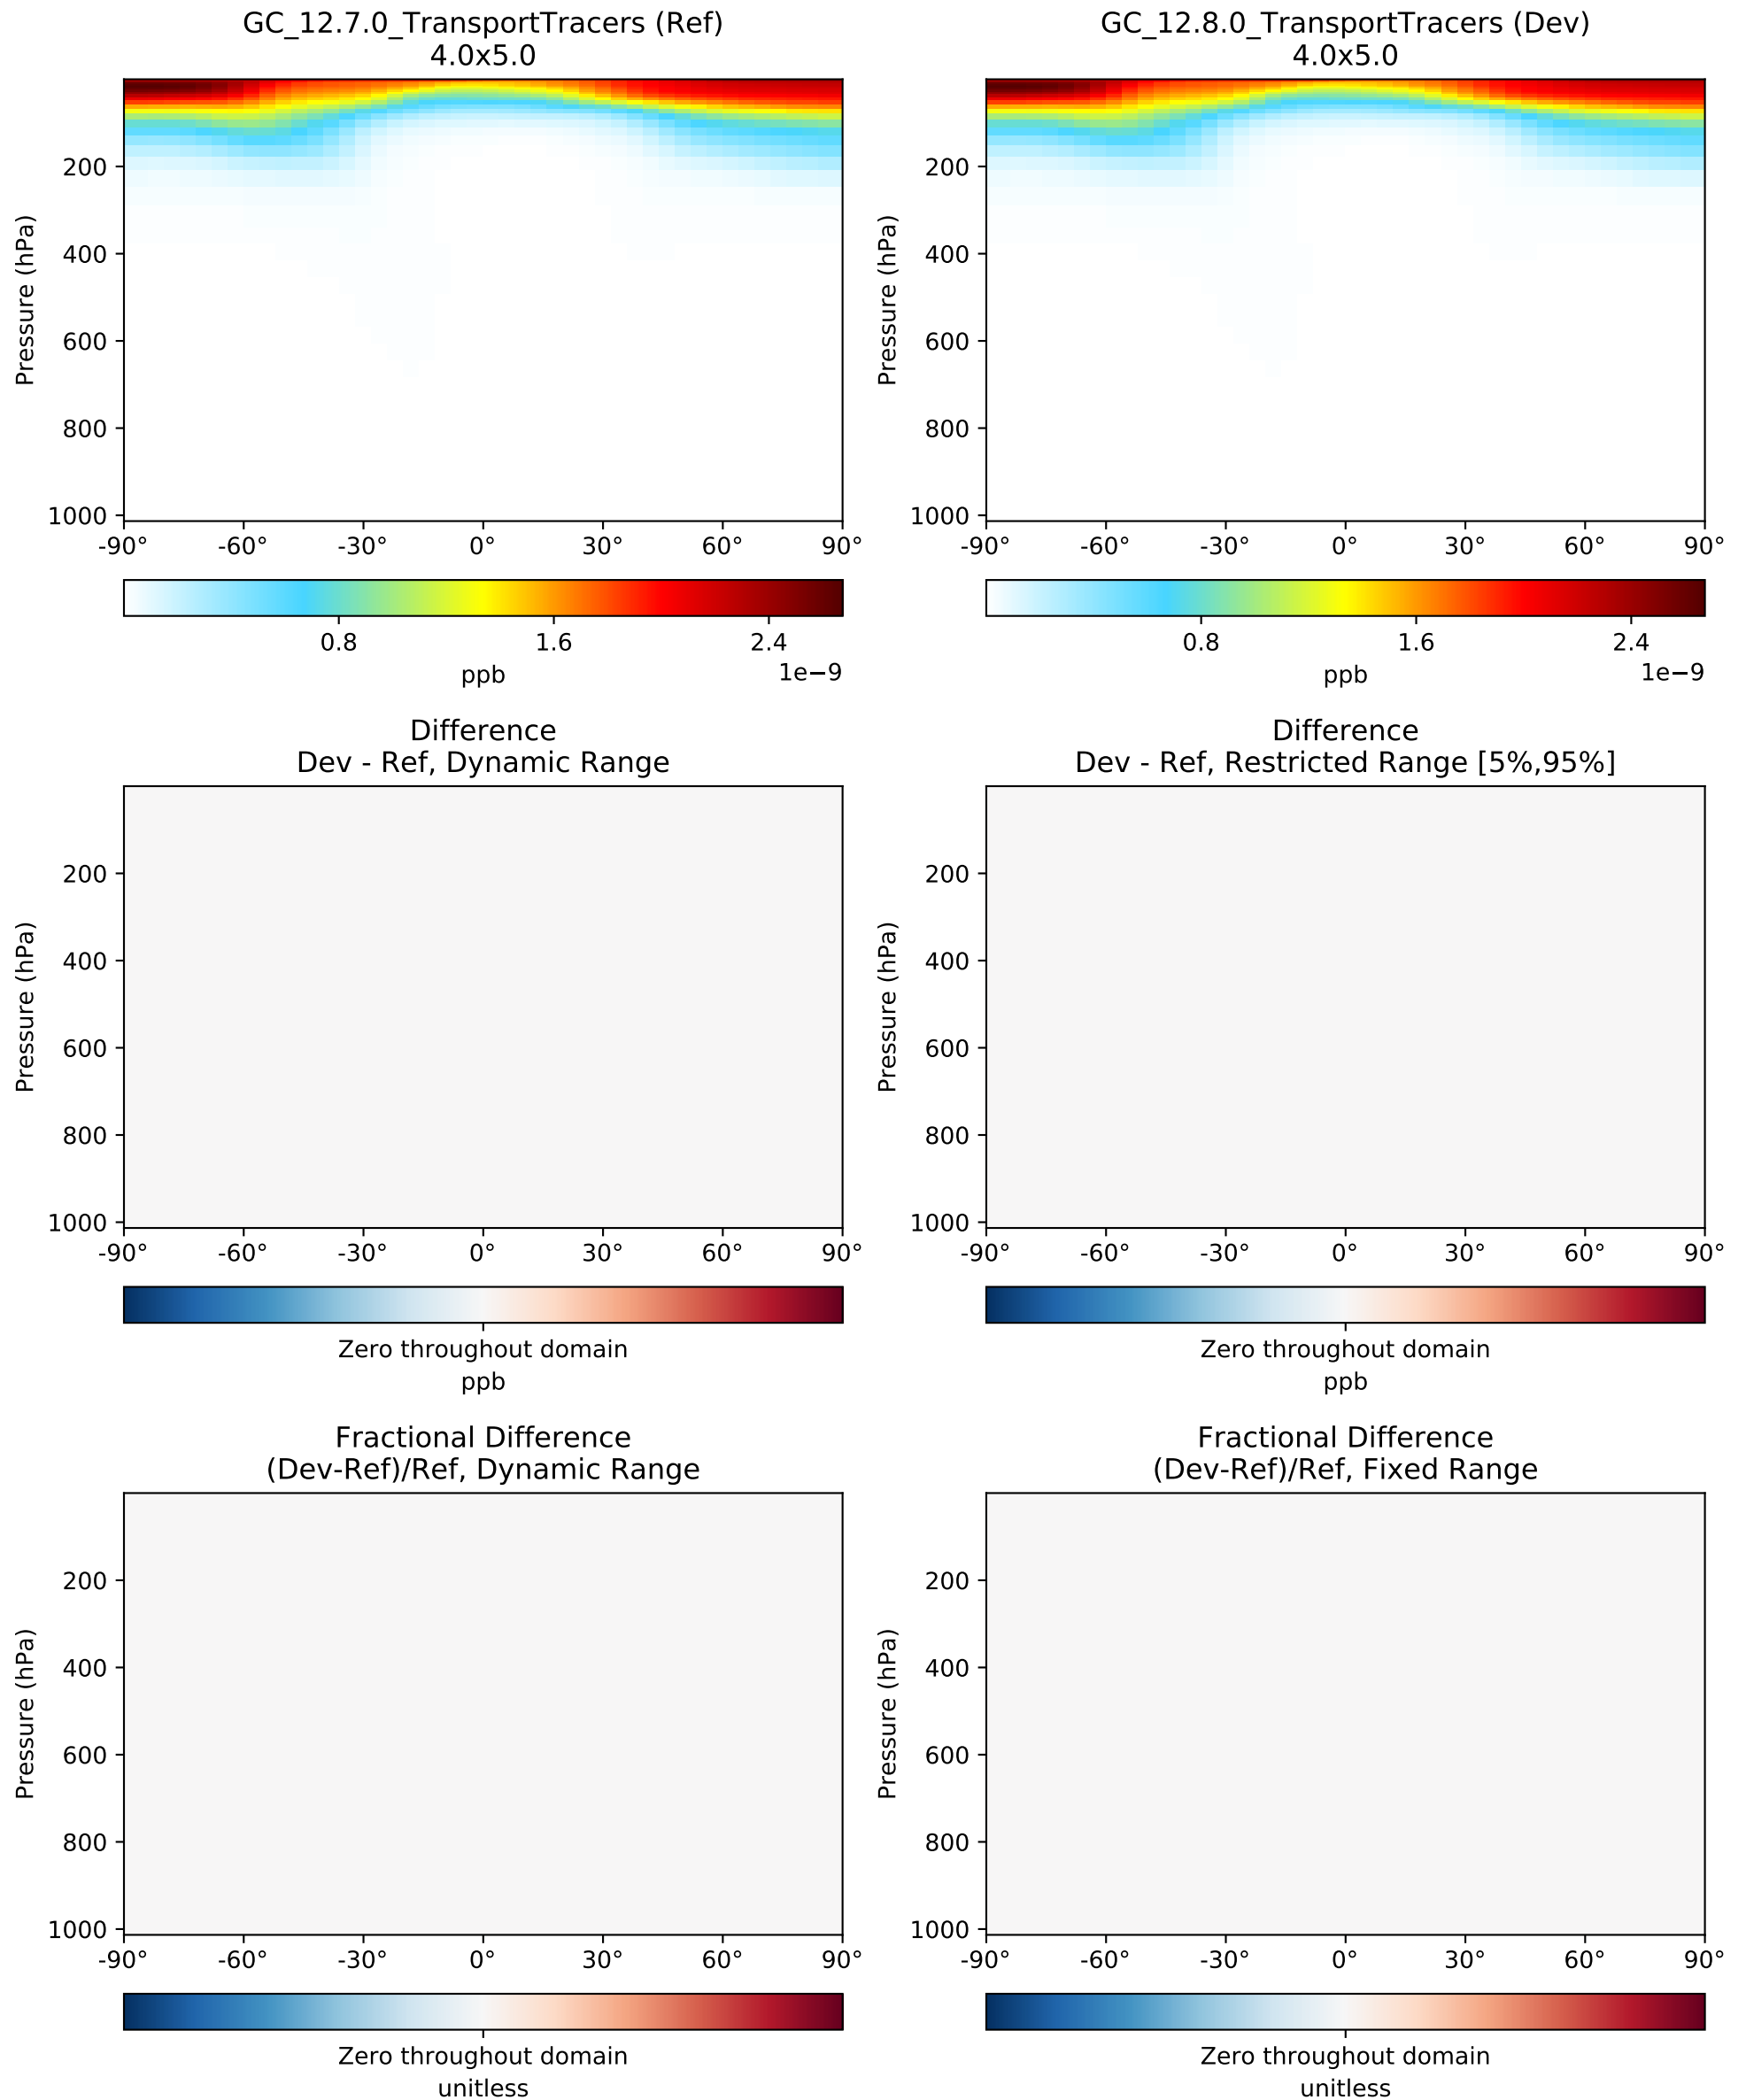 GC_12.7.0_TransportTracers (Ref)
4.0x5.0
Pressure (hPa)
200
400
600
800
1000
-90° -60° -30° 0° 30° 60° 90°
0.8 1.6 2.4
1e−9
ppb
GC_12.8.0_TransportTracers (Dev)
4.0x5.0
Pressure (hPa)
200
400
600
800
1000
-90° -60° -30° 0° 30° 60° 90°
0.8 1.6 2.4
1e−9
ppb
Difference
Dev - Ref, Dynamic Range
Pressure (hPa)
200
400
600
800
1000
-90° -60° -30° 0° 30° 60° 90°
Zero throughout domain
ppb
Difference
Dev - Ref, Restricted Range [5%,95%]
Pressure (hPa)
200
400
600
800
1000
-90° -60° -30° 0° 30° 60° 90°
Zero throughout domain
ppb
Fractional Difference
(Dev-Ref)/Ref, Dynamic Range
Pressure (hPa)
200
400
600
800
1000
-90° -60° -30° 0° 30° 60° 90°
Zero throughout domain
unitless
Fractional Difference
(Dev-Ref)/Ref, Fixed Range
Pressure (hPa)
200
400
600
800
1000
-90° -60° -30° 0° 30° 60° 90°
Zero throughout domain
unitless